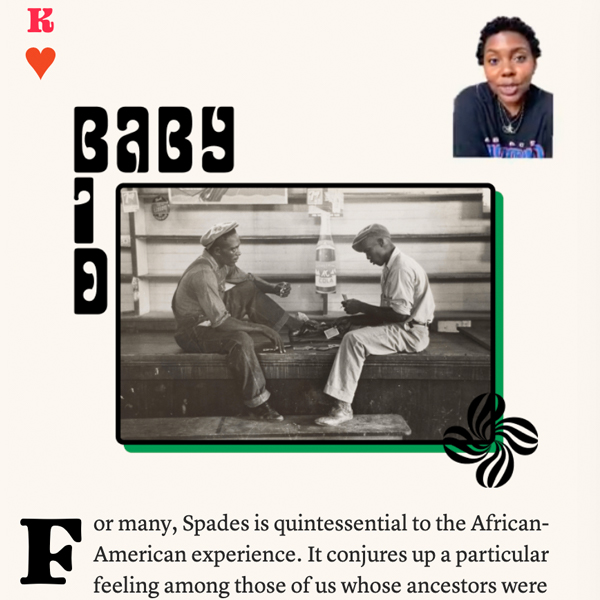 K
BABY
I
D
For many, Spades is quintessential to the African-
American experience. It conjures up a particular
feeling among those of us whose ancestors were